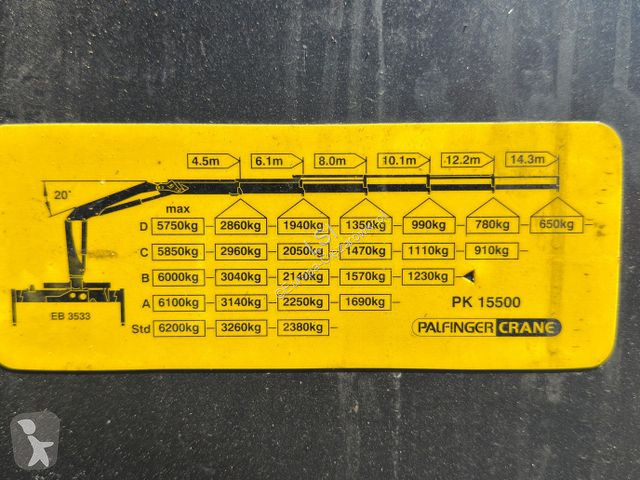 4.5m 6.1m 8.0m 10.1m 12.2m 14.3m
20°
max
D 5750kg 2860kg 1940kg 1350kg 990kg 780kg 650kg
C 5850kg 2960kg 2050kg 1470kg 1110kg 910kg
B 6000kg 3040kg 2140kg 1570kg 1230kg
A 6100kg 3140kg 2250kg 1690kg
EB 3533
PK 15500
Std 6200kg 3260kg 2380kg
PALFINGER CRANE